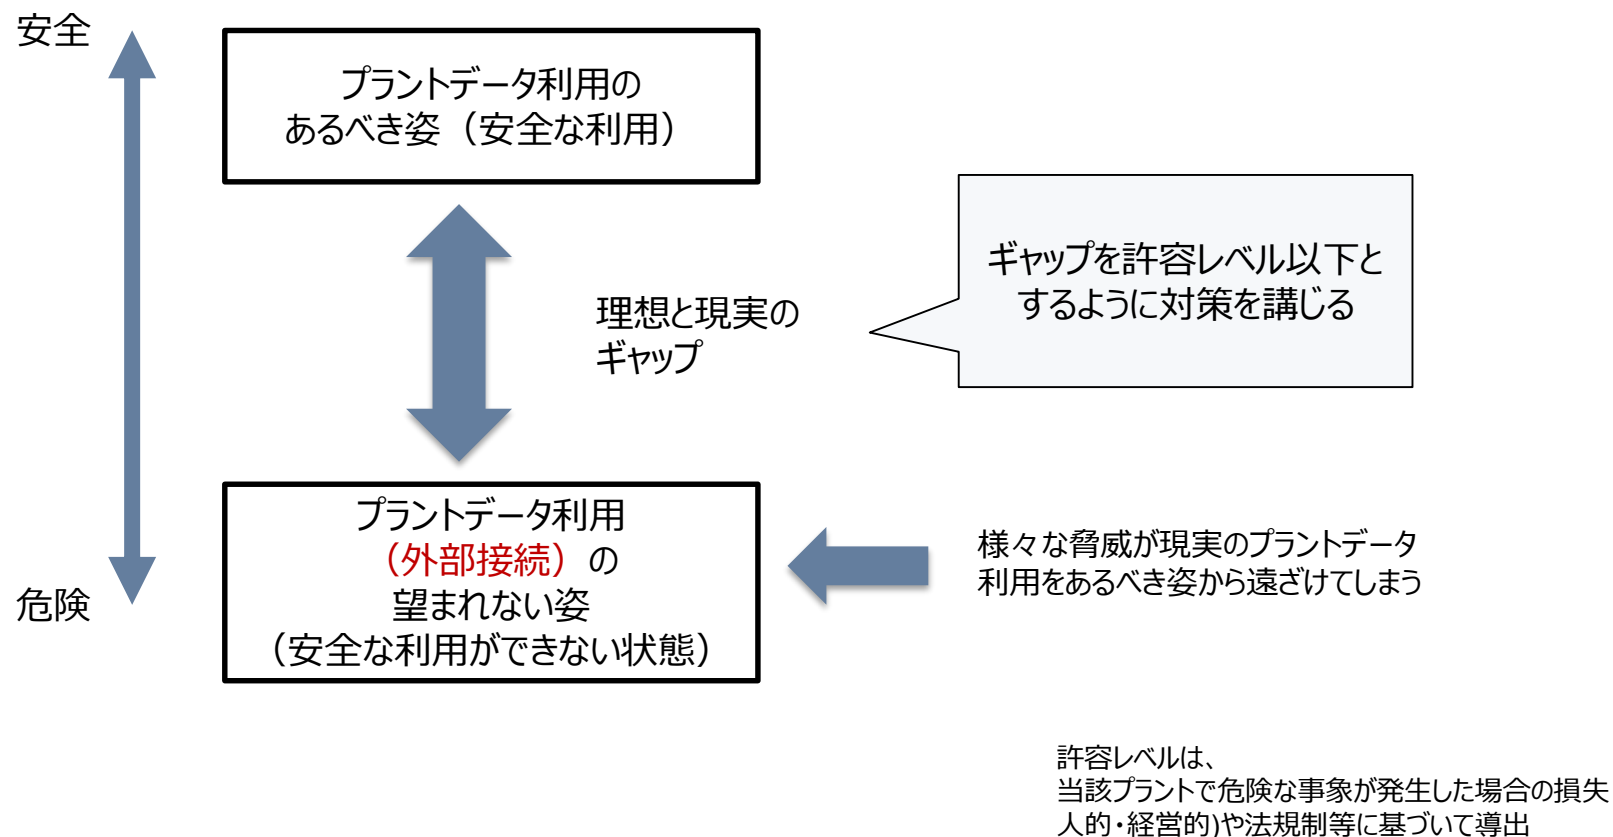 安全
プラントデータ利用の
あるべき姿（安全な利用）
ギャップを許容レベル以下と
するように対策を講じる
理想と現実の
ギャップ
プラントデータ利用
（外部接続）の
望まれない姿
（安全な利用ができない状態）
様々な脅威が現実のプラントデータ
利用をあるべき姿から遠ざけてしまう
危険
許容レベルは、
当該プラントで危険な事象が発生した場合の損失
人的・経営的)や法規制等に基づいて導出